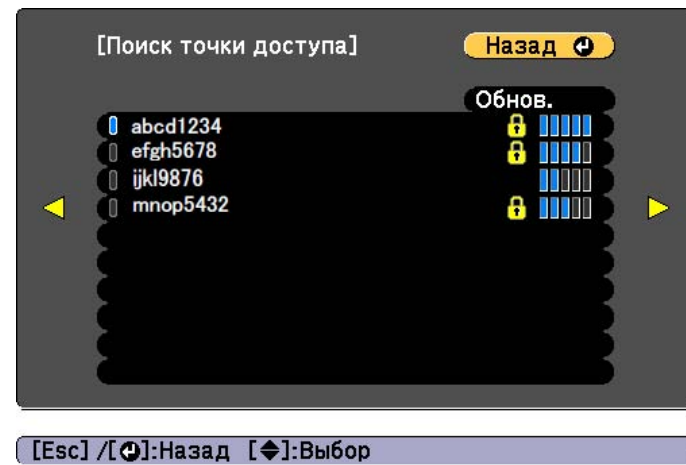 [Поиск точки доступа] Назад
Обнов.
abcd1234
efgh5678
ijkl9876
mnop5432
[Esc] /[]:Назад []:Выбор